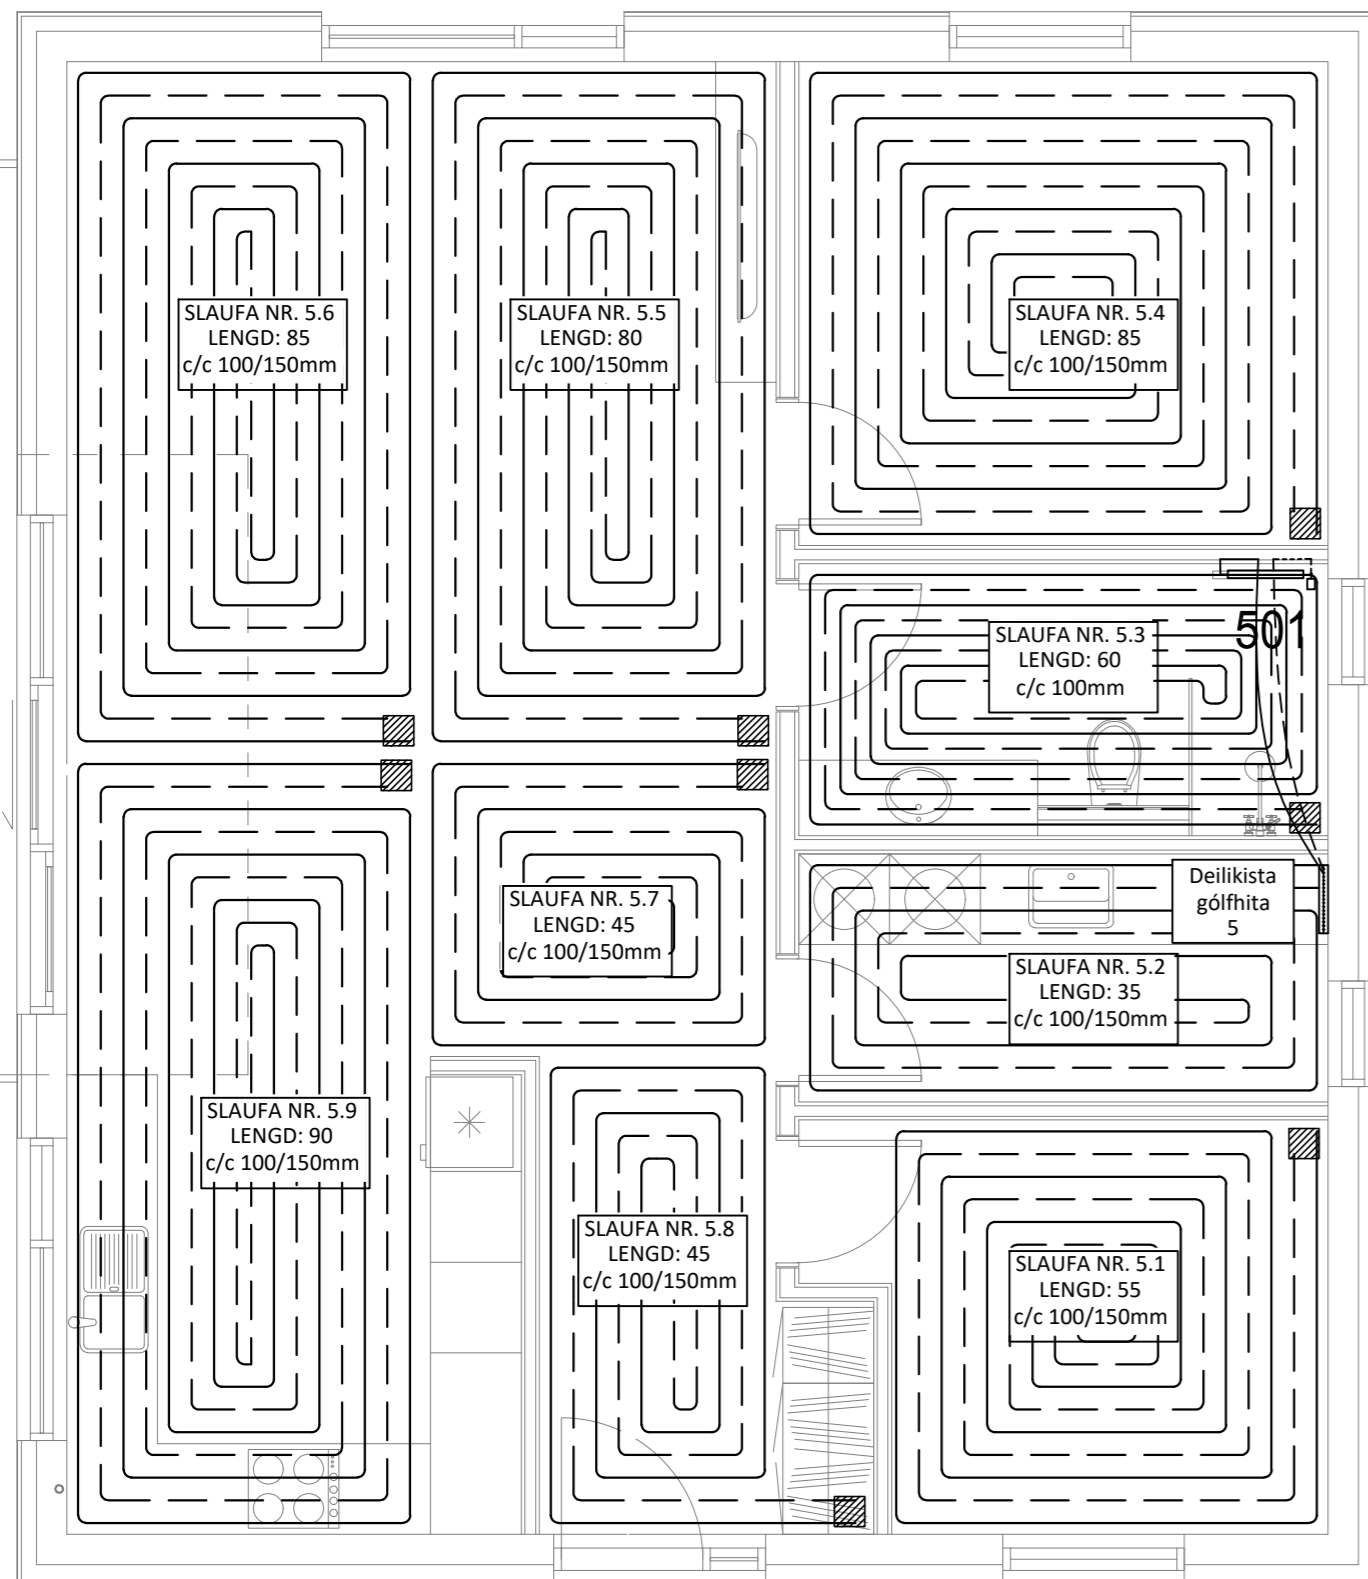 SLAUFA NR. 5.6
LENGD: 85
c/c 100/150mm
SLAUFA NR. 5.5
LENGD: 80
c/c 100/150mm
SLAUFA NR. 5.4
LENGD: 85
c/c 100/150mm
501
SLAUFA NR. 5.3
LENGD: 60
c/c 100mm
Deilikista
gólfhita
5
SLAUFA NR. 5.7
LENGD: 45
c/c 100/150mm
SLAUFA NR. 5.2
LENGD: 35
c/c 100/150mm
SLAUFA NR. 5.9
LENGD: 90
c/c 100/150mm
SLAUFA NR. 5.8
LENGD: 45
c/c 100/150mm
SLAUFA NR. 5.1
LENGD: 55
c/c 100/150mm